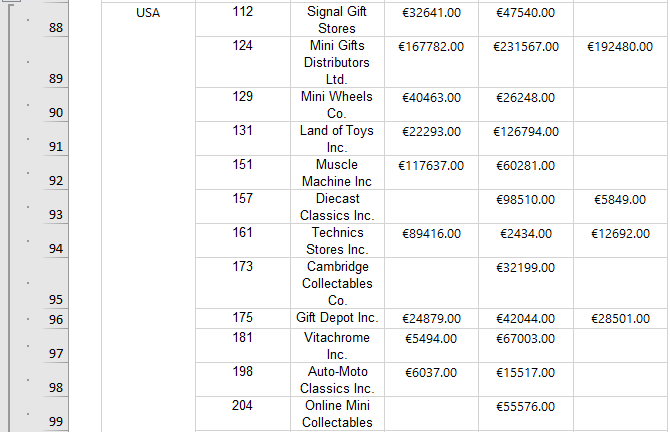 88 USA 112 Signal Gift Stores €32641.00 €47540.00
89 124 Mini Gifts Distributors Ltd. €167782.00 €231567.00 €192480.00
90 129 Mini Wheels Co. €40463.00 €26248.00
91 131 Land of Toys Inc. €22293.00 €126794.00
92 151 Muscle Machine Inc €117637.00 €60281.00
93 157 Diecast Classics Inc. €98510.00 €5849.00
94 161 Technics Stores Inc. €89416.00 €2434.00 €12692.00
95 173 Cambridge Collectables Co. €32199.00
96 175 Gift Depot Inc. €24879.00 €42044.00 €28501.00
97 181 Vitachrome Inc. €5494.00 €67003.00
98 198 Auto-Moto Classics Inc. €6037.00 €15517.00
99 204 Online Mini Collectables €55576.00